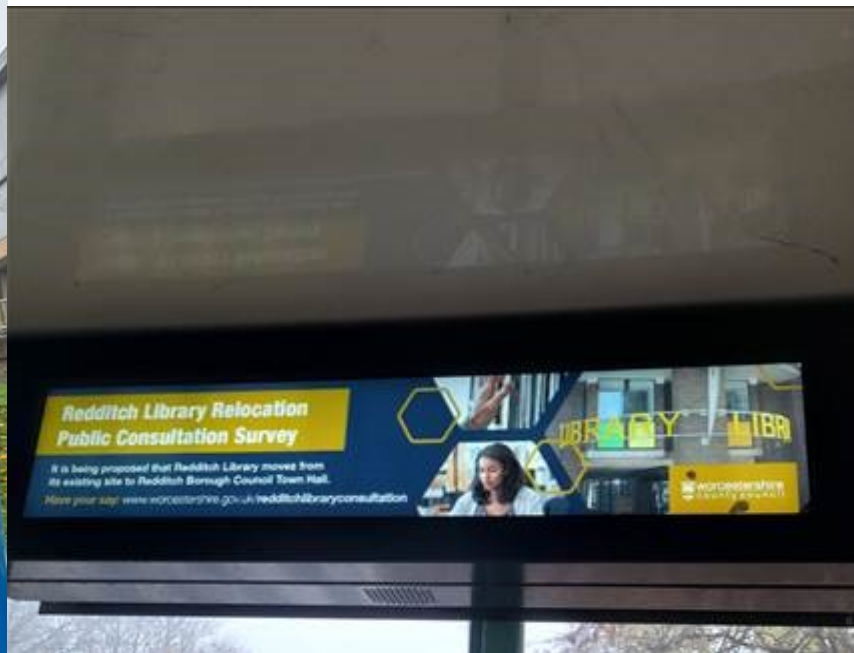 Redditch Library Relocation
Public Consultation Survey
It is being proposed that Redditch Library moves from
its existing site to Redditch Borough Council Town Hall.
Have your say: www.worcestershire.gov.uk/redditchlibraryconsultation
LIBRARY LIBR
worcestershire
county council